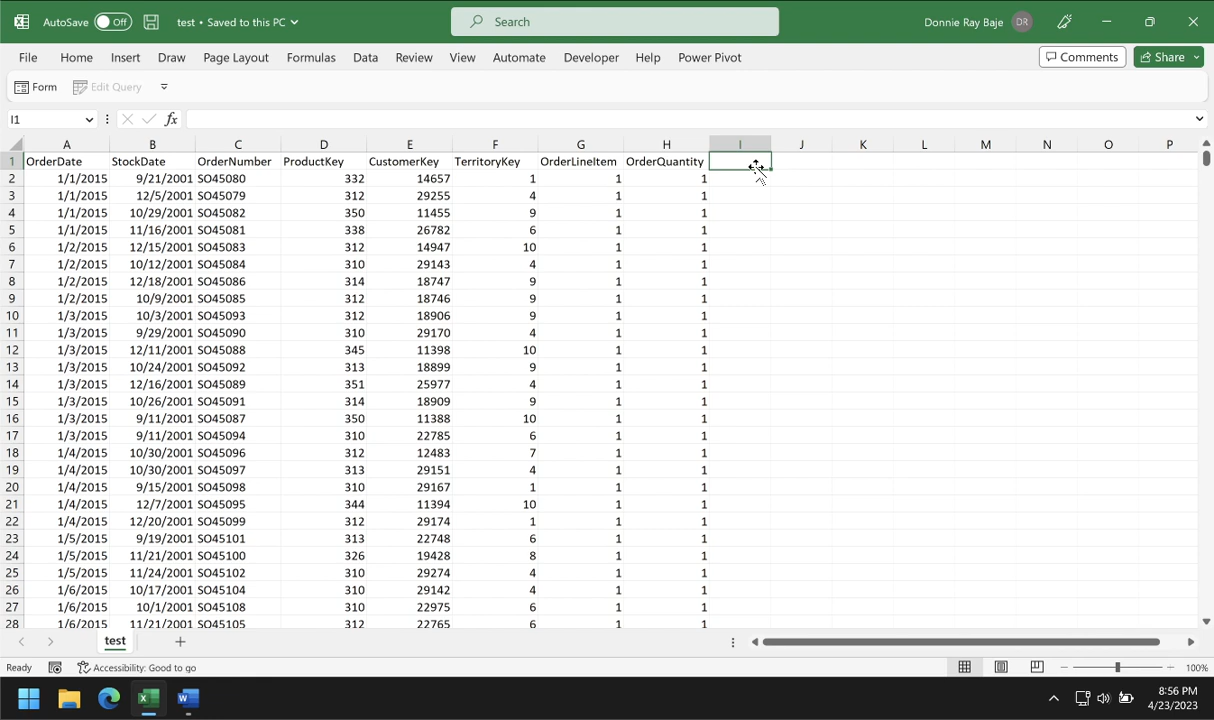 AutoSave Off test • Saved to this PC Search Donnie Ray Baje DR
File Home Insert Draw Page Layout Formulas Data Review View Automate Developer Help Power Pivot Comments Share
Form Edit Query
I1 fx
A B C D E F G H I J K L M N O P
1 OrderDate StockDate OrderNumber ProductKey CustomerKey TerritoryKey OrderLineItem OrderQuantity
2 1/1/2015 9/21/2001 SO45080 332 14657 1 1 1
3 1/1/2015 12/5/2001 SO45079 312 29255 4 1 1
4 1/1/2015 10/29/2001 SO45082 350 11455 9 1 1
5 1/1/2015 11/16/2001 SO45081 338 26782 6 1 1
6 1/2/2015 12/15/2001 SO45083 312 14947 10 1 1
7 1/2/2015 10/12/2001 SO45084 310 29143 4 1 1
8 1/2/2015 12/18/2001 SO45086 314 18747 9 1 1
9 1/2/2015 10/9/2001 SO45085 312 18746 9 1 1
10 1/3/2015 10/3/2001 SO45093 312 18906 9 1 1
11 1/3/2015 9/29/2001 SO45090 310 29170 4 1 1
12 1/3/2015 12/11/2001 SO45088 345 11398 10 1 1
13 1/3/2015 10/24/2001 SO45092 313 18899 9 1 1
14 1/3/2015 12/16/2001 SO45089 351 25977 4 1 1
15 1/3/2015 10/26/2001 SO45091 314 18909 9 1 1
16 1/3/2015 9/11/2001 SO45087 350 11388 10 1 1
17 1/3/2015 9/11/2001 SO45094 310 22785 6 1 1
18 1/4/2015 10/30/2001 SO45096 312 12483 7 1 1
19 1/4/2015 10/30/2001 SO45097 313 29151 4 1 1
20 1/4/2015 9/15/2001 SO45098 310 29167 1 1 1
21 1/4/2015 12/7/2001 SO45095 344 11394 10 1 1
22 1/4/2015 12/20/2001 SO45099 312 29174 1 1 1
23 1/5/2015 9/19/2001 SO45101 313 22748 6 1 1
24 1/5/2015 11/21/2001 SO45100 326 19428 8 1 1
25 1/5/2015 11/24/2001 SO45102 310 29274 4 1 1
26 1/6/2015 10/17/2001 SO45104 310 29142 4 1 1
27 1/6/2015 10/1/2001 SO45108 310 22975 6 1 1
28 1/6/2015 11/21/2001 SO45105 312 22765 6 1 1
test
Ready Accessibility: Good to go 100%
8:56 PM
4/23/2023